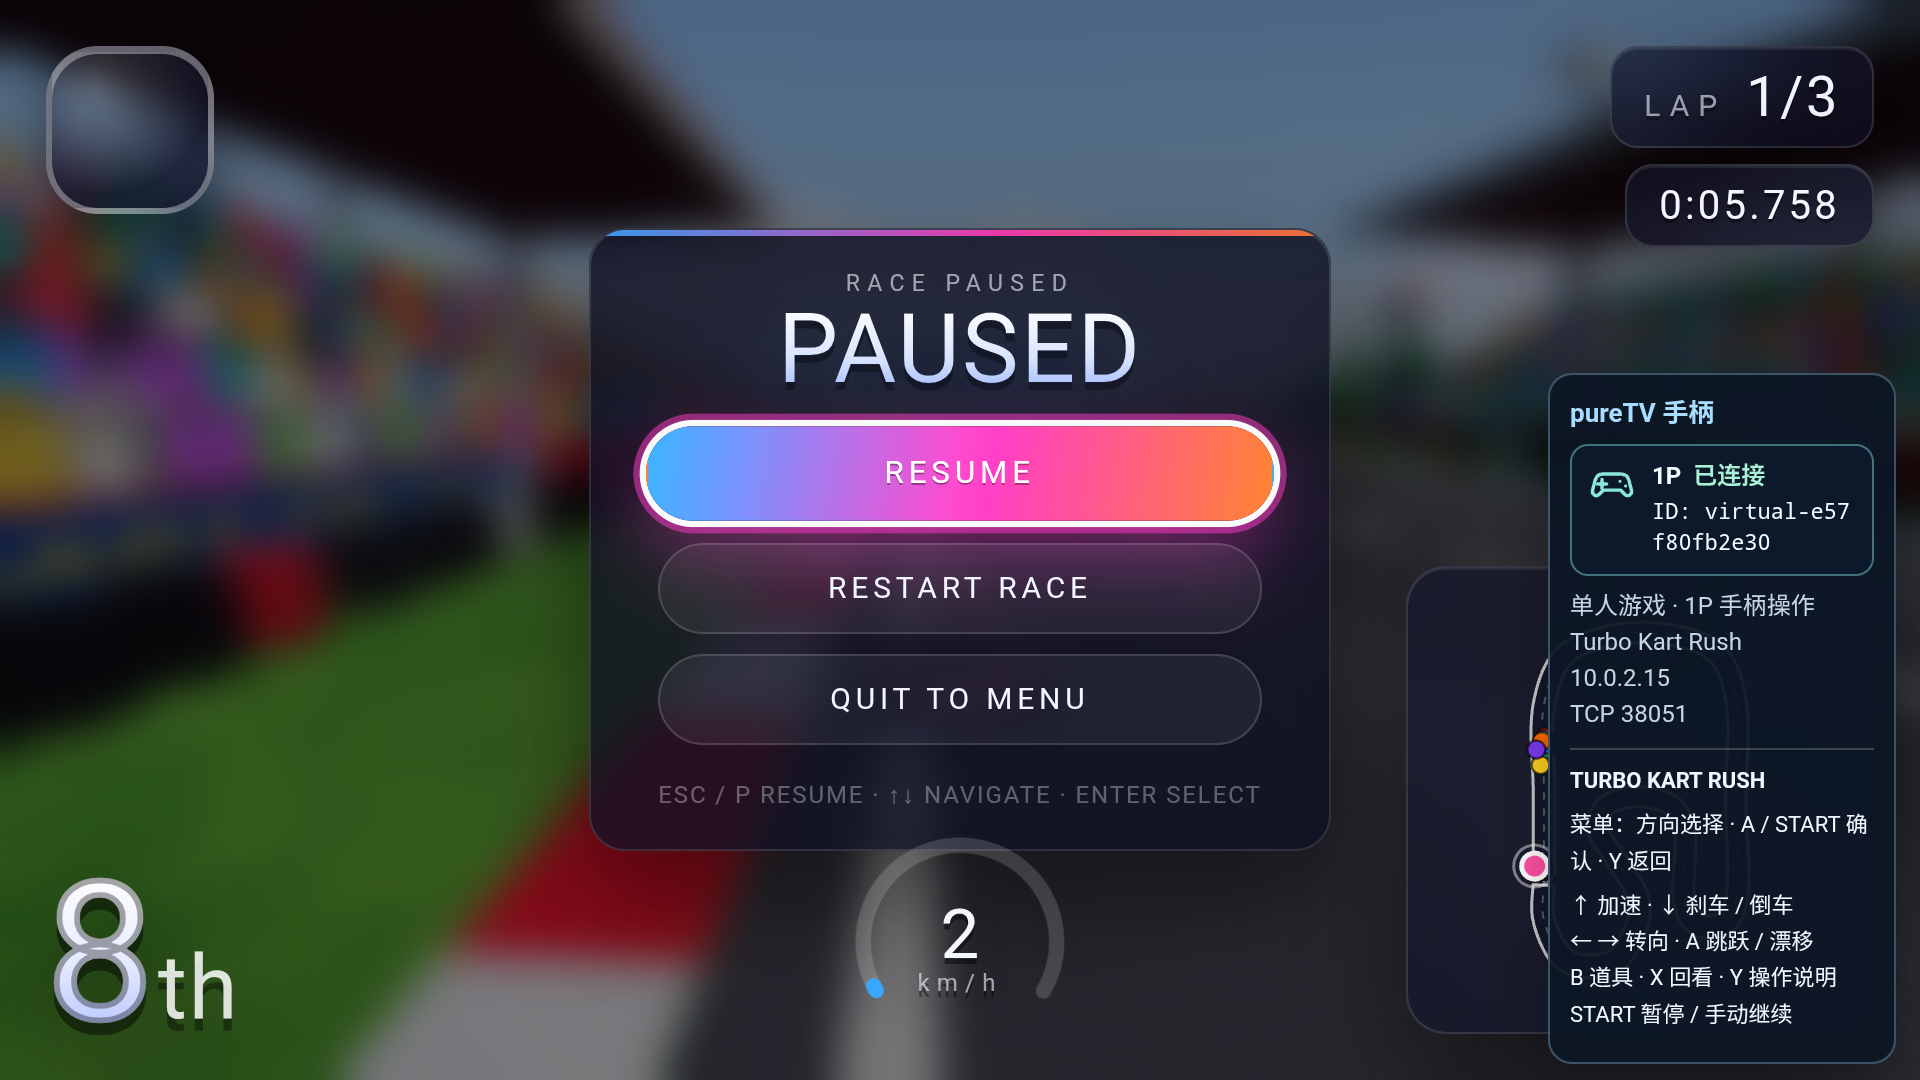 LAP 1/3
0:05.758
RACE PAUSED
PAUSED
RESUME
RESTART RACE
QUIT TO MENU
ESC / P RESUME · ↑↓ NAVIGATE · ENTER SELECT
8th
2
km/h
pureTV 手柄
1P 已连接
ID: virtual-e57
f80fb2e30
单人游戏 · 1P 手柄操作
Turbo Kart Rush
10.0.2.15
TCP 38051
TURBO KART RUSH
菜单：方向选择 · A / START 确
认 · Y 返回
↑ 加速 · ↓ 刹车 / 倒车
←→ 转向 · A 跳跃 / 漂移
B 道具 · X 回看 · Y 操作说明
START 暂停 / 手动继续